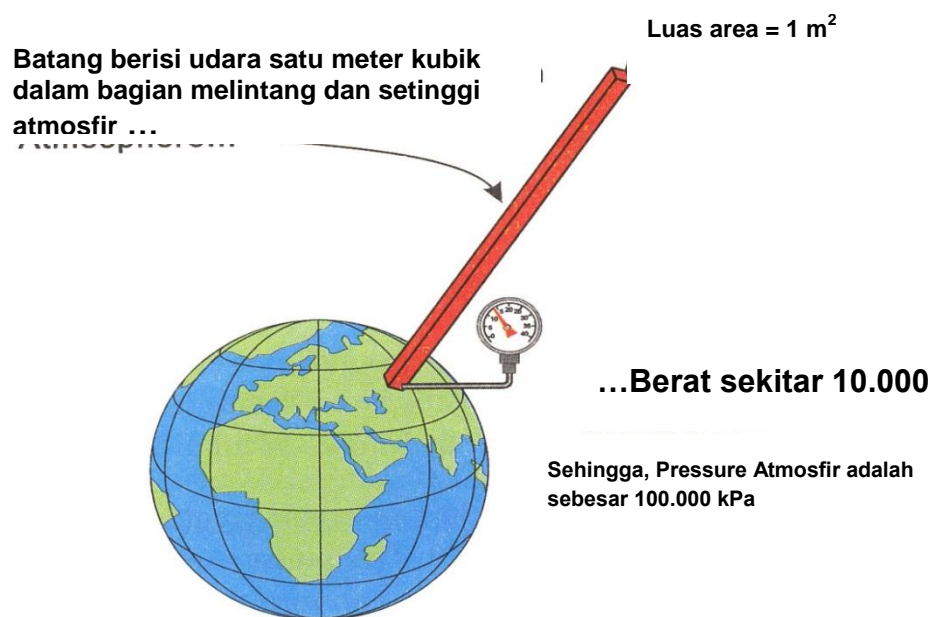 Luas area = 1 m²
Batang berisi udara satu meter kubik
dalam bagian melintang dan setinggi
atmosfir …
…Berat sekitar 10.000
Sehingga, Pressure Atmosfir adalah
sebesar 100.000 kPa